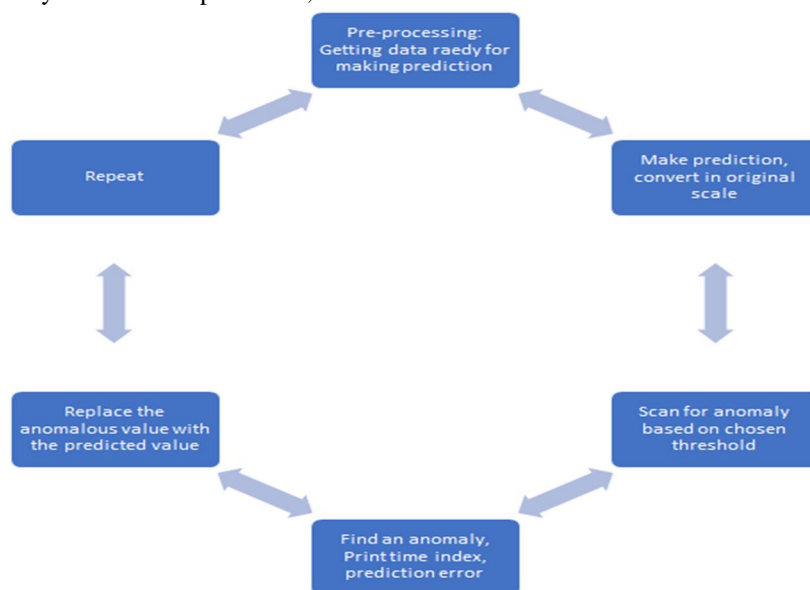 Pre-processing:
Getting data raedy for
making prediction
Repeat
Make prediction,
convert in original
scale
Replace the
anomalous value with
the predicted value
Scan for anomaly
based on chosen
threshold
Find an anomaly,
Print time index,
prediction error